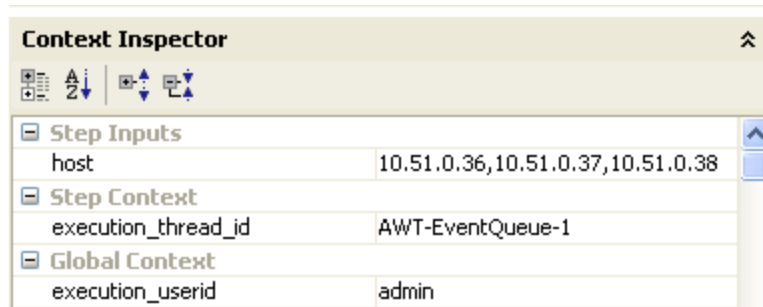 Context Inspector
Step Inputs
host 10.51.0.36,10.51.0.37,10.51.0.38
Step Context
execution_thread_id AWT-EventQueue-1
Global Context
execution_userid admin